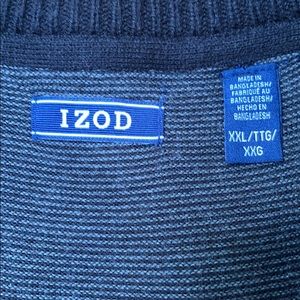 IZOD
MADE IN
BANGLADESH/
FABRIQUÉ AU
BANGLADESH/
HECHO EN
BANGLADESH
XXL/TTG/
XXG